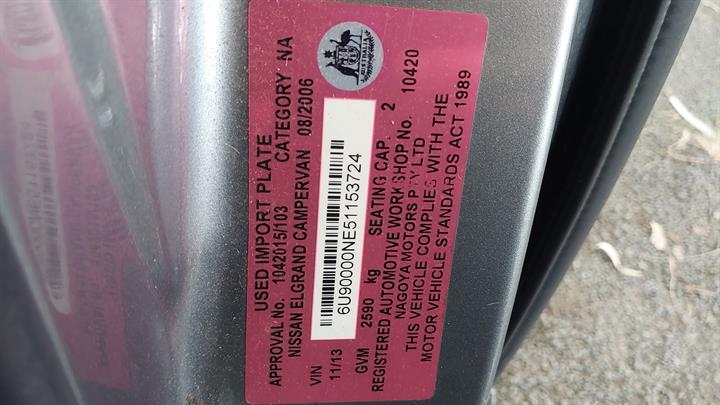 USED IMPORT PLATE
APPROVAL No. 1042015/103 CATEGORY NA
NISSAN ELGRAND CAMPERVAN 08/2006
VIN 6U90000NE51153724
11/13
GVM 2590 kg SEATING CAP. 2
REGISTERED AUTOMOTIVE WORKSHOP No. 10420
NAGOYA MOTORS PTY LTD
THIS VEHICLE COMPLIES WITH THE
MOTOR VEHICLE STANDARDS ACT 1989
AUSTRALIA